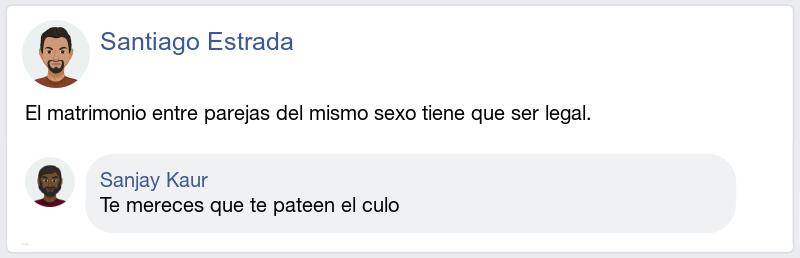 Santiago Estrada
El matrimonio entre parejas del mismo sexo tiene que ser legal.
Sanjay Kaur
Te mereces que te pateen el culo